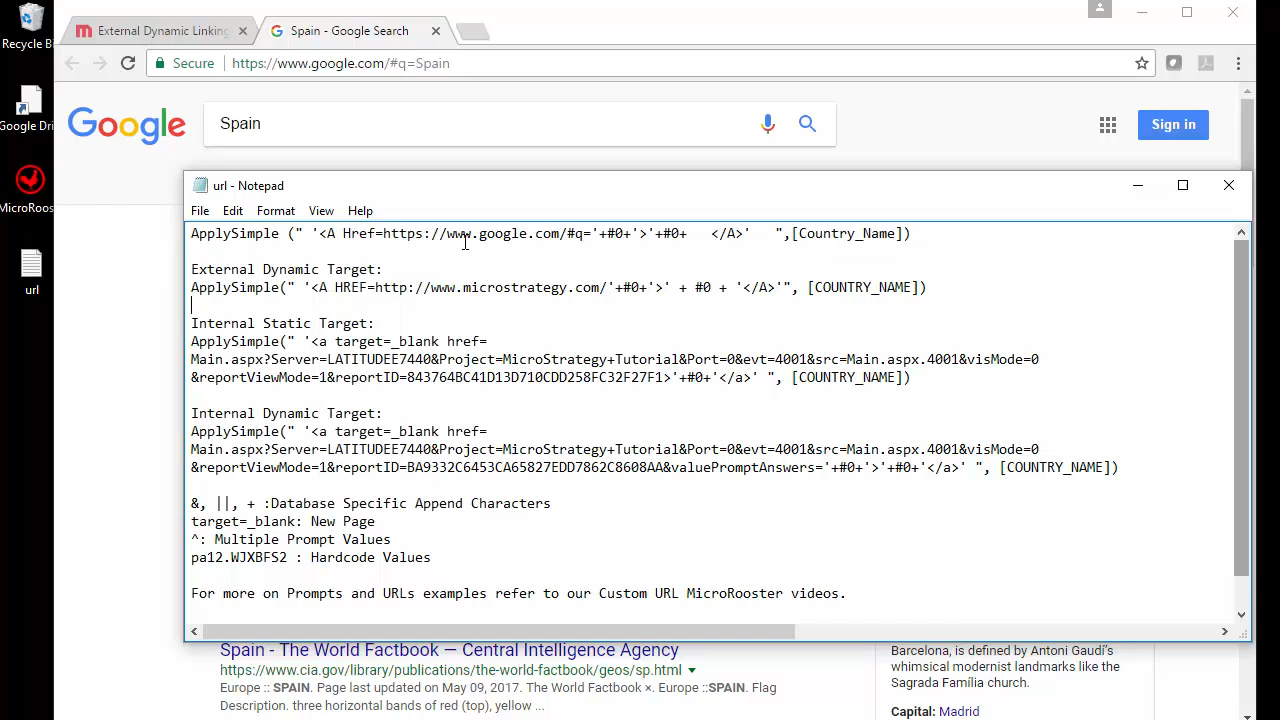 Recycle Bi
Google Dri
MicroRoos
url
External Dynamic Linking
Spain - Google Search
Secure
https://www.google.com/#q=Spain
Google
Spain
Sign in
url - Notepad
File Edit Format View Help
ApplySimple (" '<A Href=https://www.google.com/#q='+#0+'>'+#0+   </A>'   ",[Country_Name])
External Dynamic Target:
ApplySimple(" '<A HREF=http://www.microstrategy.com/'+#0+'>' + #0 + '</A>'", [COUNTRY_NAME])
Internal Static Target:
ApplySimple(" '<a target=_blank href=
Main.aspx?Server=LATITUDEE7440&Project=MicroStrategy+Tutorial&Port=0&evt=4001&src=Main.aspx.4001&visMode=0
&reportViewMode=1&reportID=843764BC41D13D710CDD258FC32F27F1>'+#0+'</a>' ", [COUNTRY_NAME])
Internal Dynamic Target:
ApplySimple(" '<a target=_blank href=
Main.aspx?Server=LATITUDEE7440&Project=MicroStrategy+Tutorial&Port=0&evt=4001&src=Main.aspx.4001&visMode=0
&reportViewMode=1&reportID=BA9332C6453CA65827EDD7862C8608AA&valuePromptAnswers='+#0+'>'+#0+'</a>' ", [COUNTRY_NAME])
&, ||, + :Database Specific Append Characters
target=_blank: New Page
^: Multiple Prompt Values
pa12.WJXBFS2 : Hardcode Values
For more on Prompts and URLs examples refer to our Custom URL MicroRooster videos.
Spain - The World Factbook — Central Intelligence Agency
https://www.cia.gov/library/publications/the-world-factbook/geos/sp.html
Europe :: SPAIN. Page last updated on May 09, 2017. The World Factbook ×. Europe ::SPAIN. Flag
Description. three horizontal bands of red (top), yellow ...
Barcelona, is defined by Antoni Gaudí's
whimsical modernist landmarks like the
Sagrada Família church.
Capital: Madrid